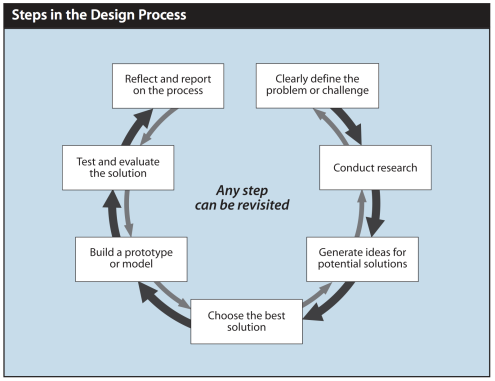 Steps in the Design Process
Reflect and report
on the process
Clearly define the
problem or challenge
Test and evaluate
the solution
Conduct research
Any step
can be revisited
Build a prototype
or model
Generate ideas for
potential solutions
Choose the best
solution